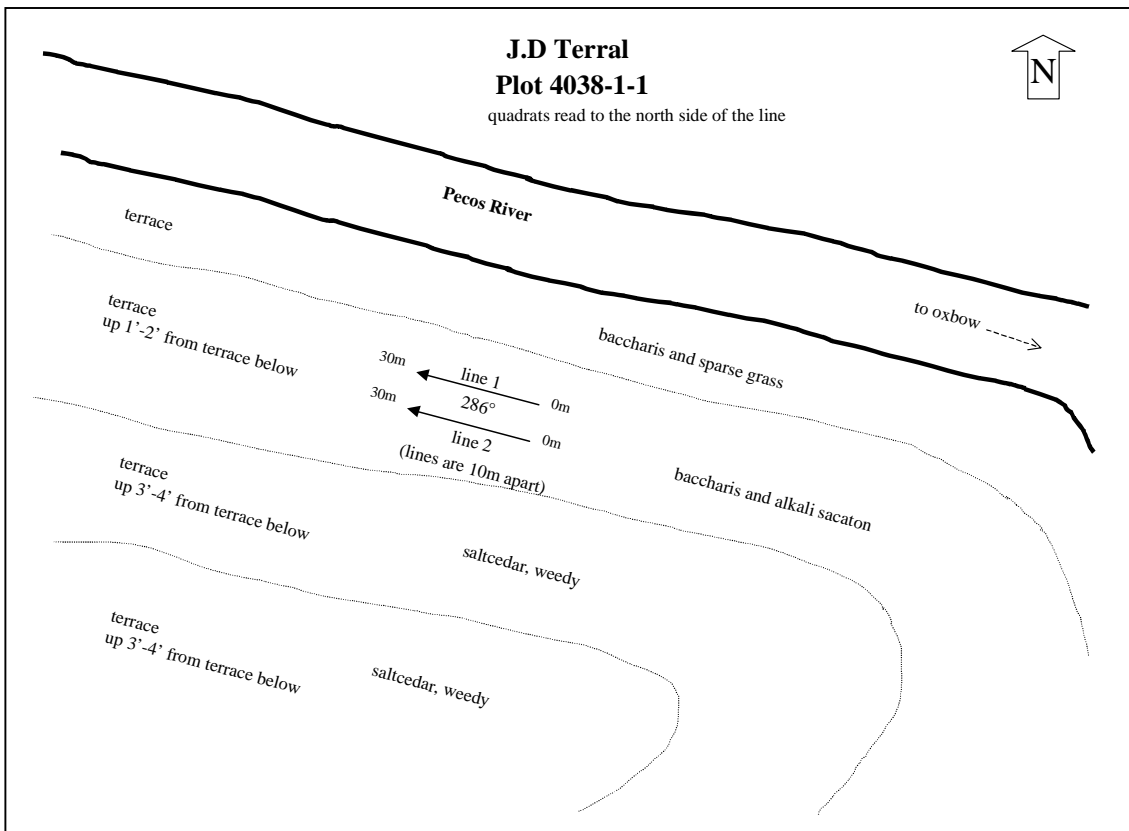 J.D Terral
Plot 4038-1-1
quadrats read to the north side of the line
N
Pecos River
terrace
to oxbow
terrace
up 1’-2’ from terrace below
baccharis and sparse grass
30m
line 1
0m
286°
30m
line 2
0m
(lines are 10m apart)
terrace
up 3’-4’ from terrace below
baccharis and alkali sacaton
saltcedar, weedy
terrace
up 3’-4’ from terrace below
saltcedar, weedy